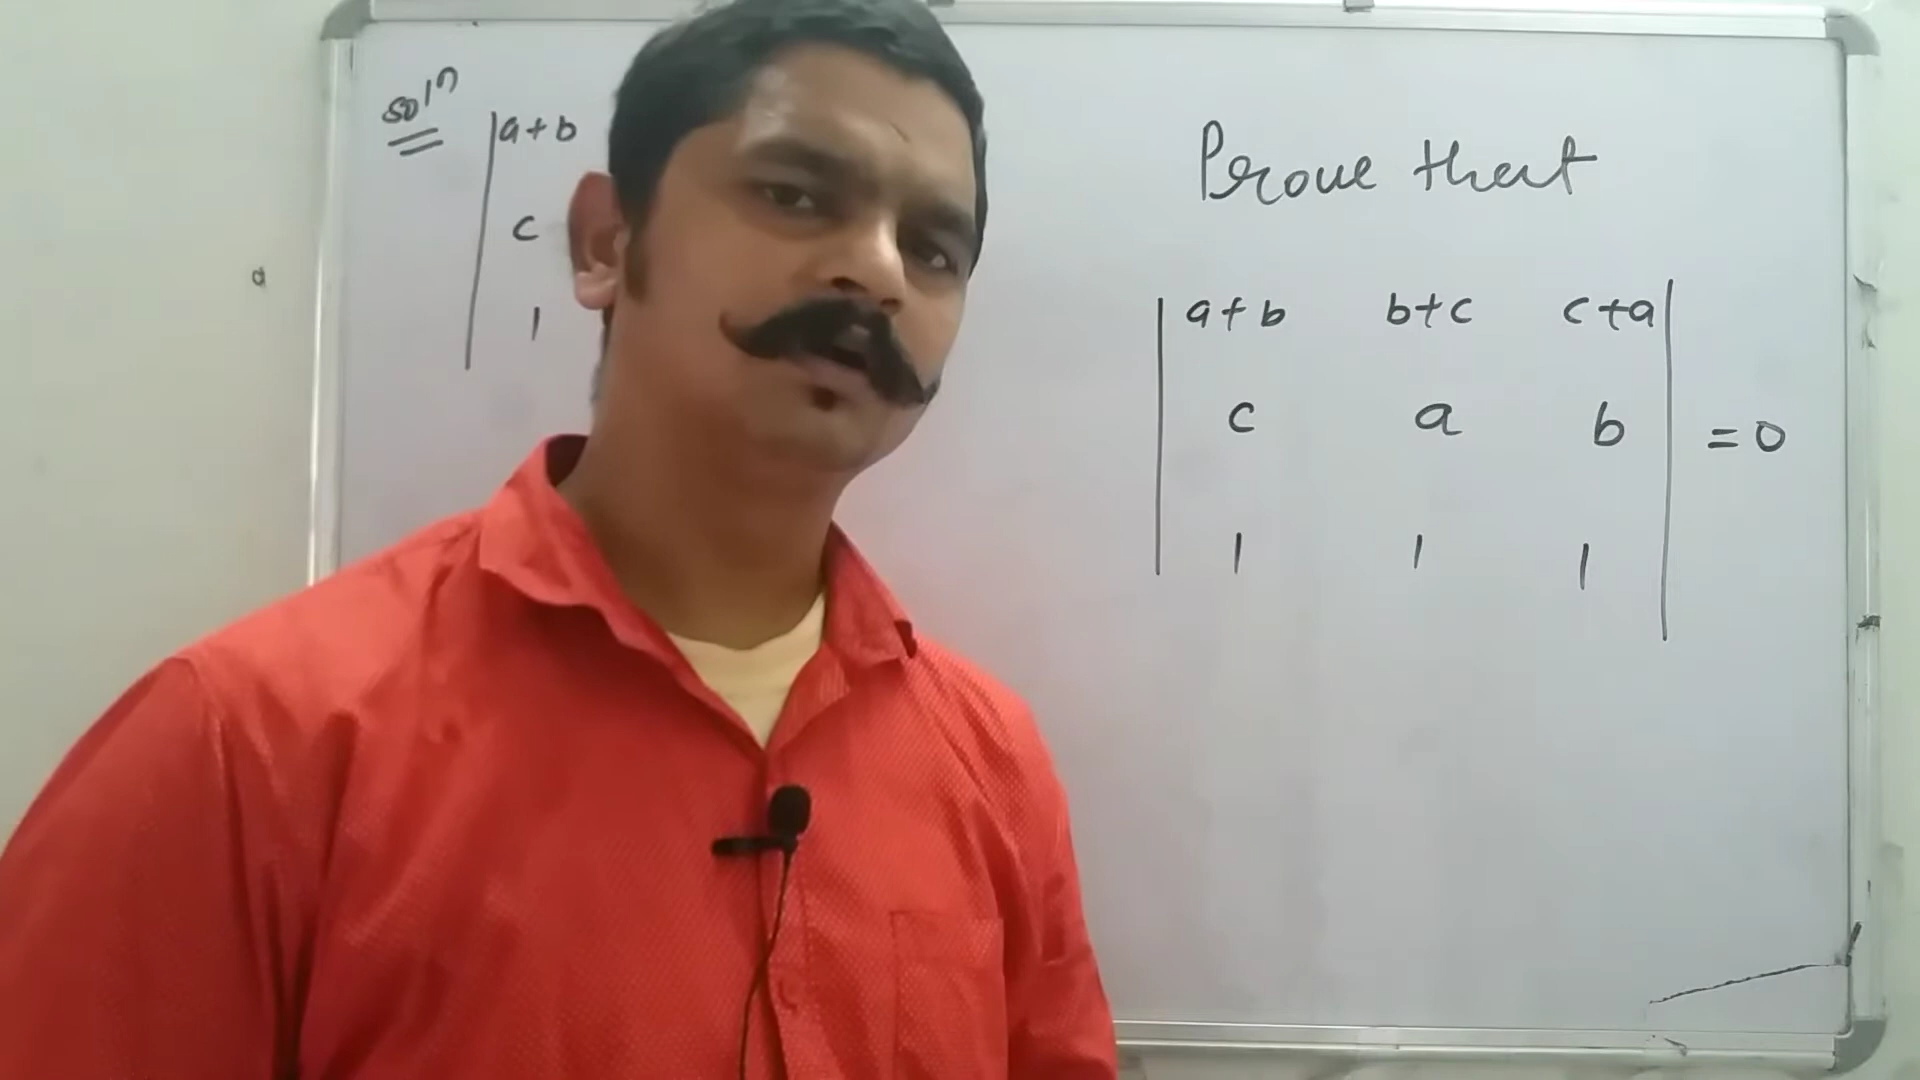 Soln
a+b
c
1
Prove that
a+b b+c c+a
c a b = 0
1 1 1
a